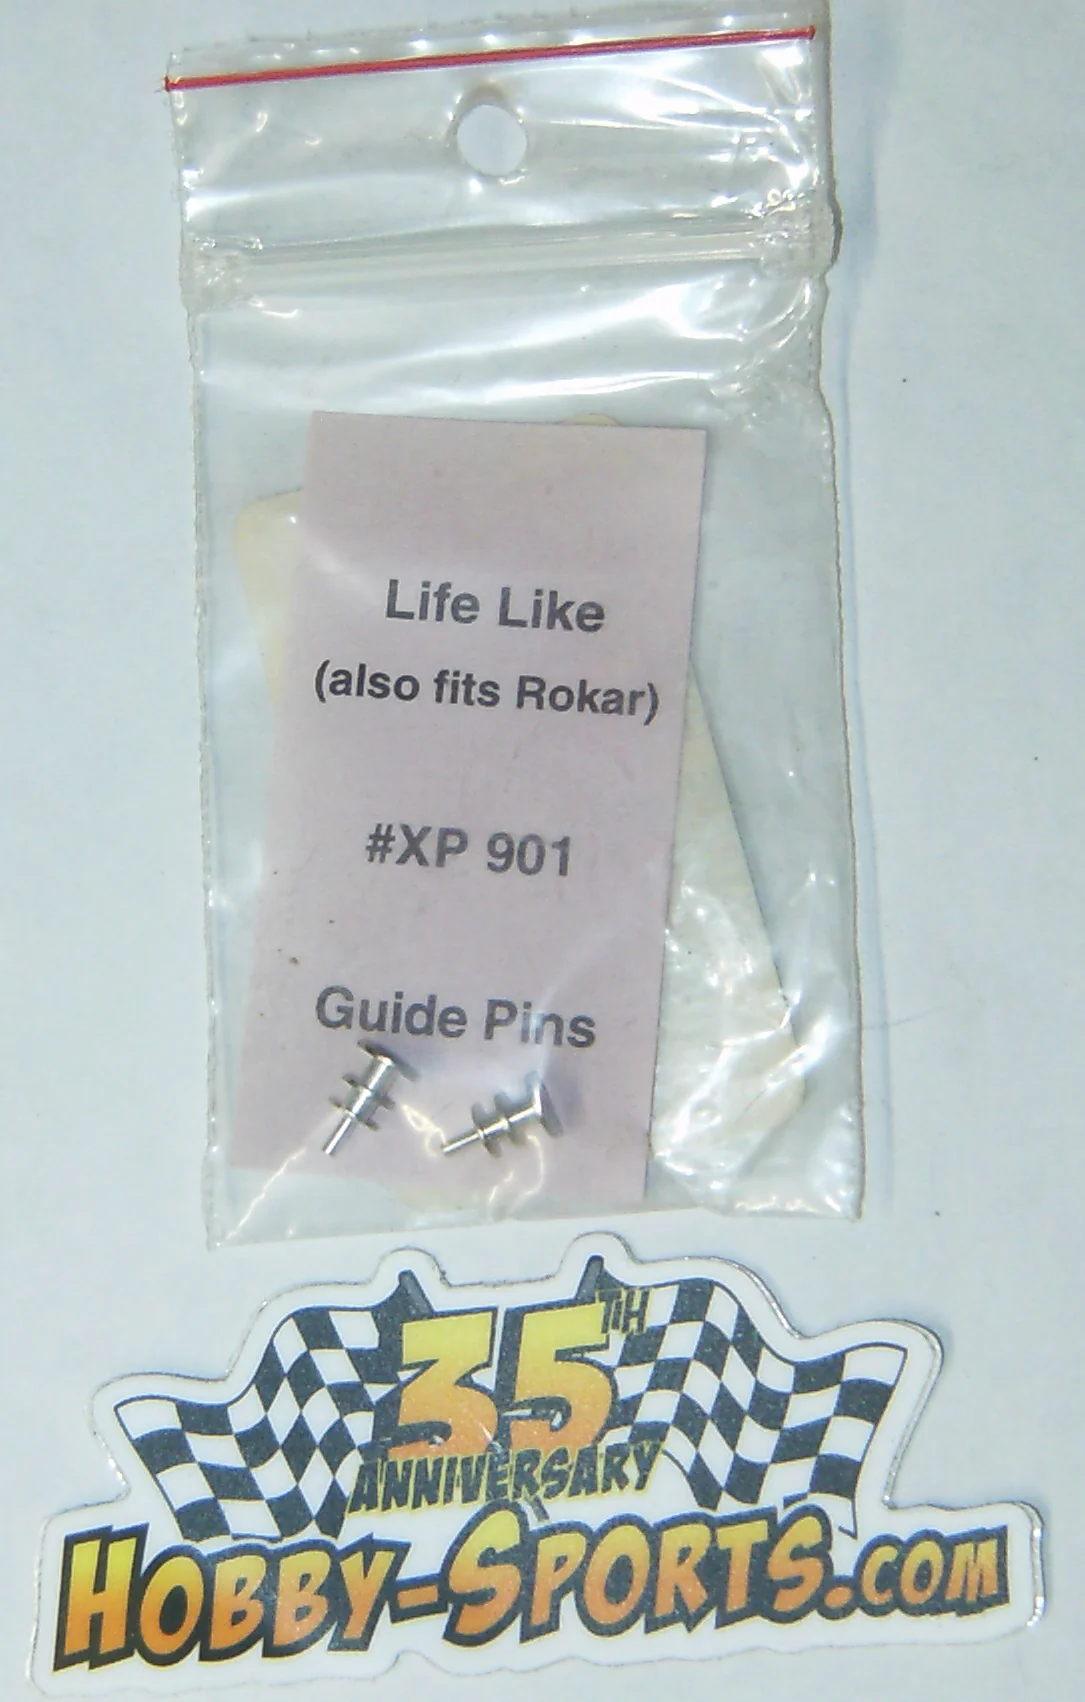 Life Like
(also fits Rokar)
#XP 901
Guide Pins
35TH
ANNIVERSARY
HOBBY-SPORTS.COM